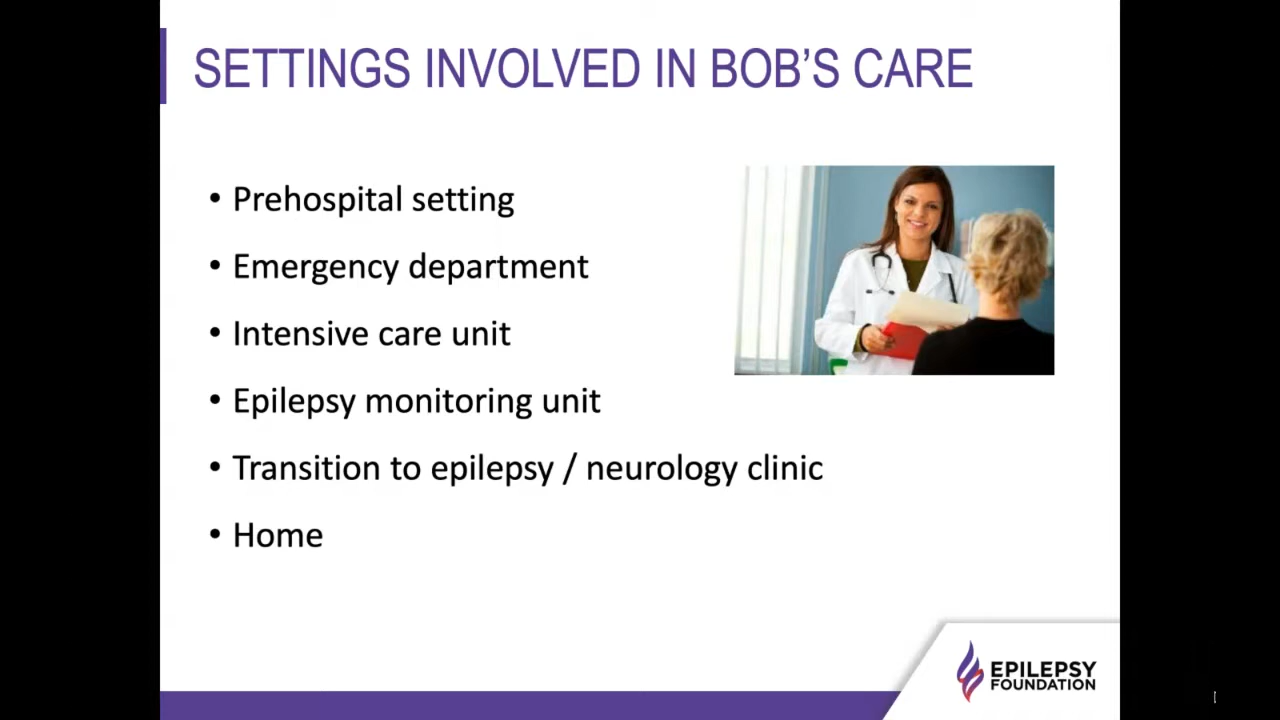 SETTINGS INVOLVED IN BOB’S CARE
• Prehospital setting
• Emergency department
• Intensive care unit
• Epilepsy monitoring unit
• Transition to epilepsy / neurology clinic
• Home
EPILEPSY
FOUNDATION